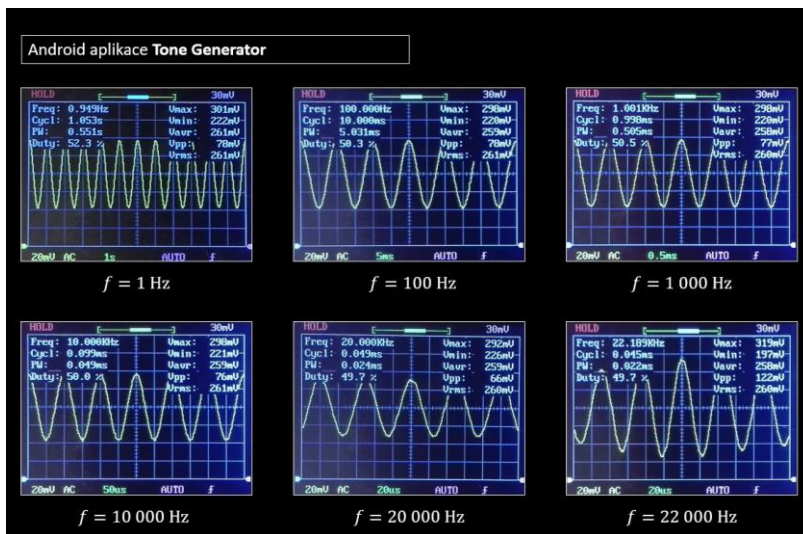 Android aplikace Tone Generator
HOLD 30mV
Freq: 0.949Hz Vmax: 301mV
Cycl: 1.053s Vmin: 222mV
PW: 0.551s Vavr: 261mV
Duty: 52.3 % Vpp: 78mV
Vrms: 261mV
20mV AC 1s AUTO
f = 1 Hz
HOLD 30mV
Freq: 100.000Hz Vmax: 298mV
Cycl: 10.000ms Vmin: 220mV
PW: 5.031ms Vavr: 259mV
Duty: 50.3 % Vpp: 78mV
Vrms: 261mV
20mV AC 5ms AUTO
f = 100 Hz
HOLD 30mV
Freq: 1.001KHz Vmax: 298mV
Cycl: 0.998ms Vmin: 220mV
PW: 0.505ms Vavr: 258mV
Duty: 50.5 % Vpp: 77mV
Vrms: 260mV
20mV AC 0.5ms AUTO
f = 1 000 Hz
HOLD 30mV
Freq: 10.000KHz Vmax: 298mV
Cycl: 0.099ms Vmin: 221mV
PW: 0.049ms Vavr: 259mV
Duty: 50.0 % Vpp: 76mV
Vrms: 261mV
20mV AC 50us AUTO
f = 10 000 Hz
HOLD 30mV
Freq: 20.000KHz Vmax: 292mV
Cycl: 0.049ms Vmin: 226mV
PW: 0.024ms Vavr: 259mV
Duty: 49.7 % Vpp: 66mV
Vrms: 260mV
20mV AC 20us AUTO
f = 20 000 Hz
HOLD 30mV
Freq: 22.189KHz Vmax: 319mV
Cycl: 0.045ms Vmin: 197mV
PW: 0.022ms Vavr: 258mV
Duty: 49.7 % Vpp: 122mV
Vrms: 260mV
20mV AC 20us AUTO
f = 22 000 Hz